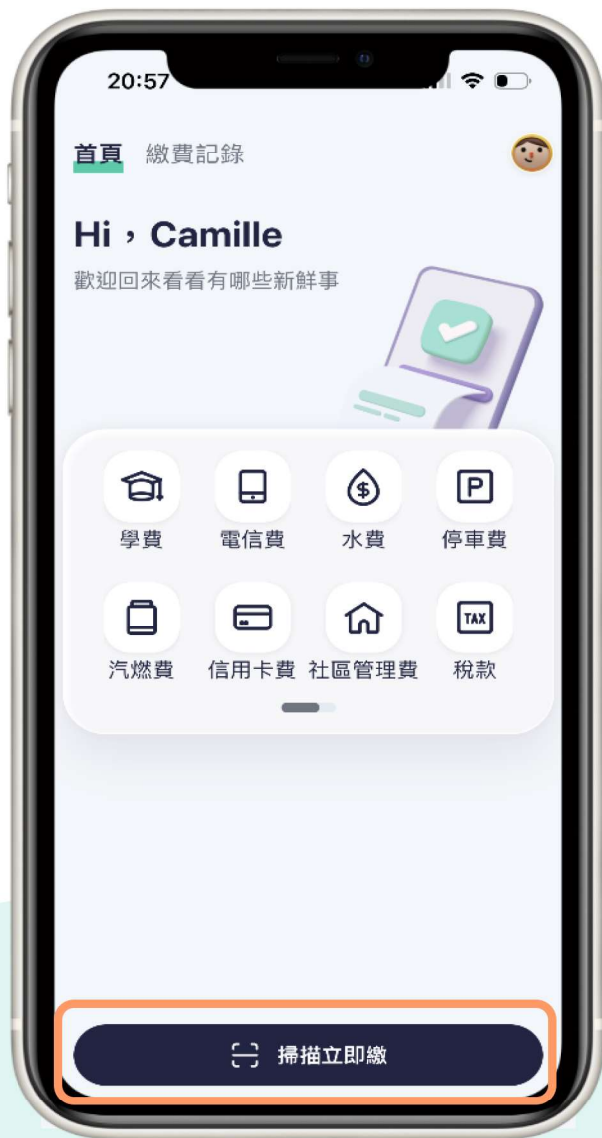 20:57
首頁 繳費記錄
Hi，Camille
歡迎回來看看有哪些新鮮事
學費 電信費 水費 停車費
P
汽燃費 信用卡費 社區管理費 稅款
TAX
掃描立即繳